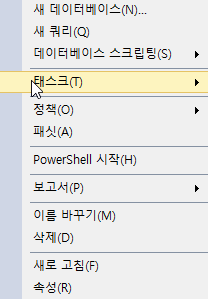 새 데이터베이스(N)...
새 쿼리(Q)
데이터베이스 스크립팅(S)
태스크(T)
정책(O)
패싯(A)
PowerShell 시작(H)
보고서(P)
이름 바꾸기(M)
삭제(D)
새로 고침(F)
속성(R)